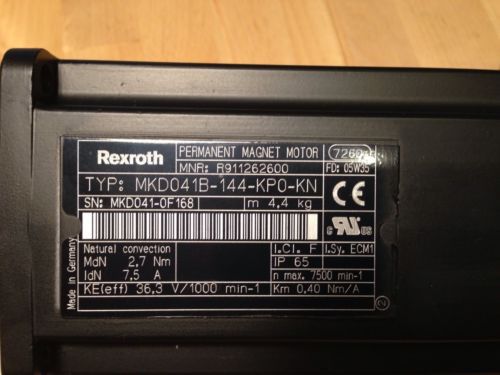 Rexroth PERMANENT MAGNET MOTOR
MNR: R911262600 FD: 05W35
TYP: MKD041B-144-KP0-KN
SN: MKD041-0F168 m 4,4 kg
CE
c us
Made in Germany
Natural convection I.Cl. F I.Sy. ECM1
MdN 2,7 Nm IP 65
IdN 7,5 A n max. 7500 min-1
KE(eff) 36,3 V/1000 min-1 Km 0,40 Nm/A
2